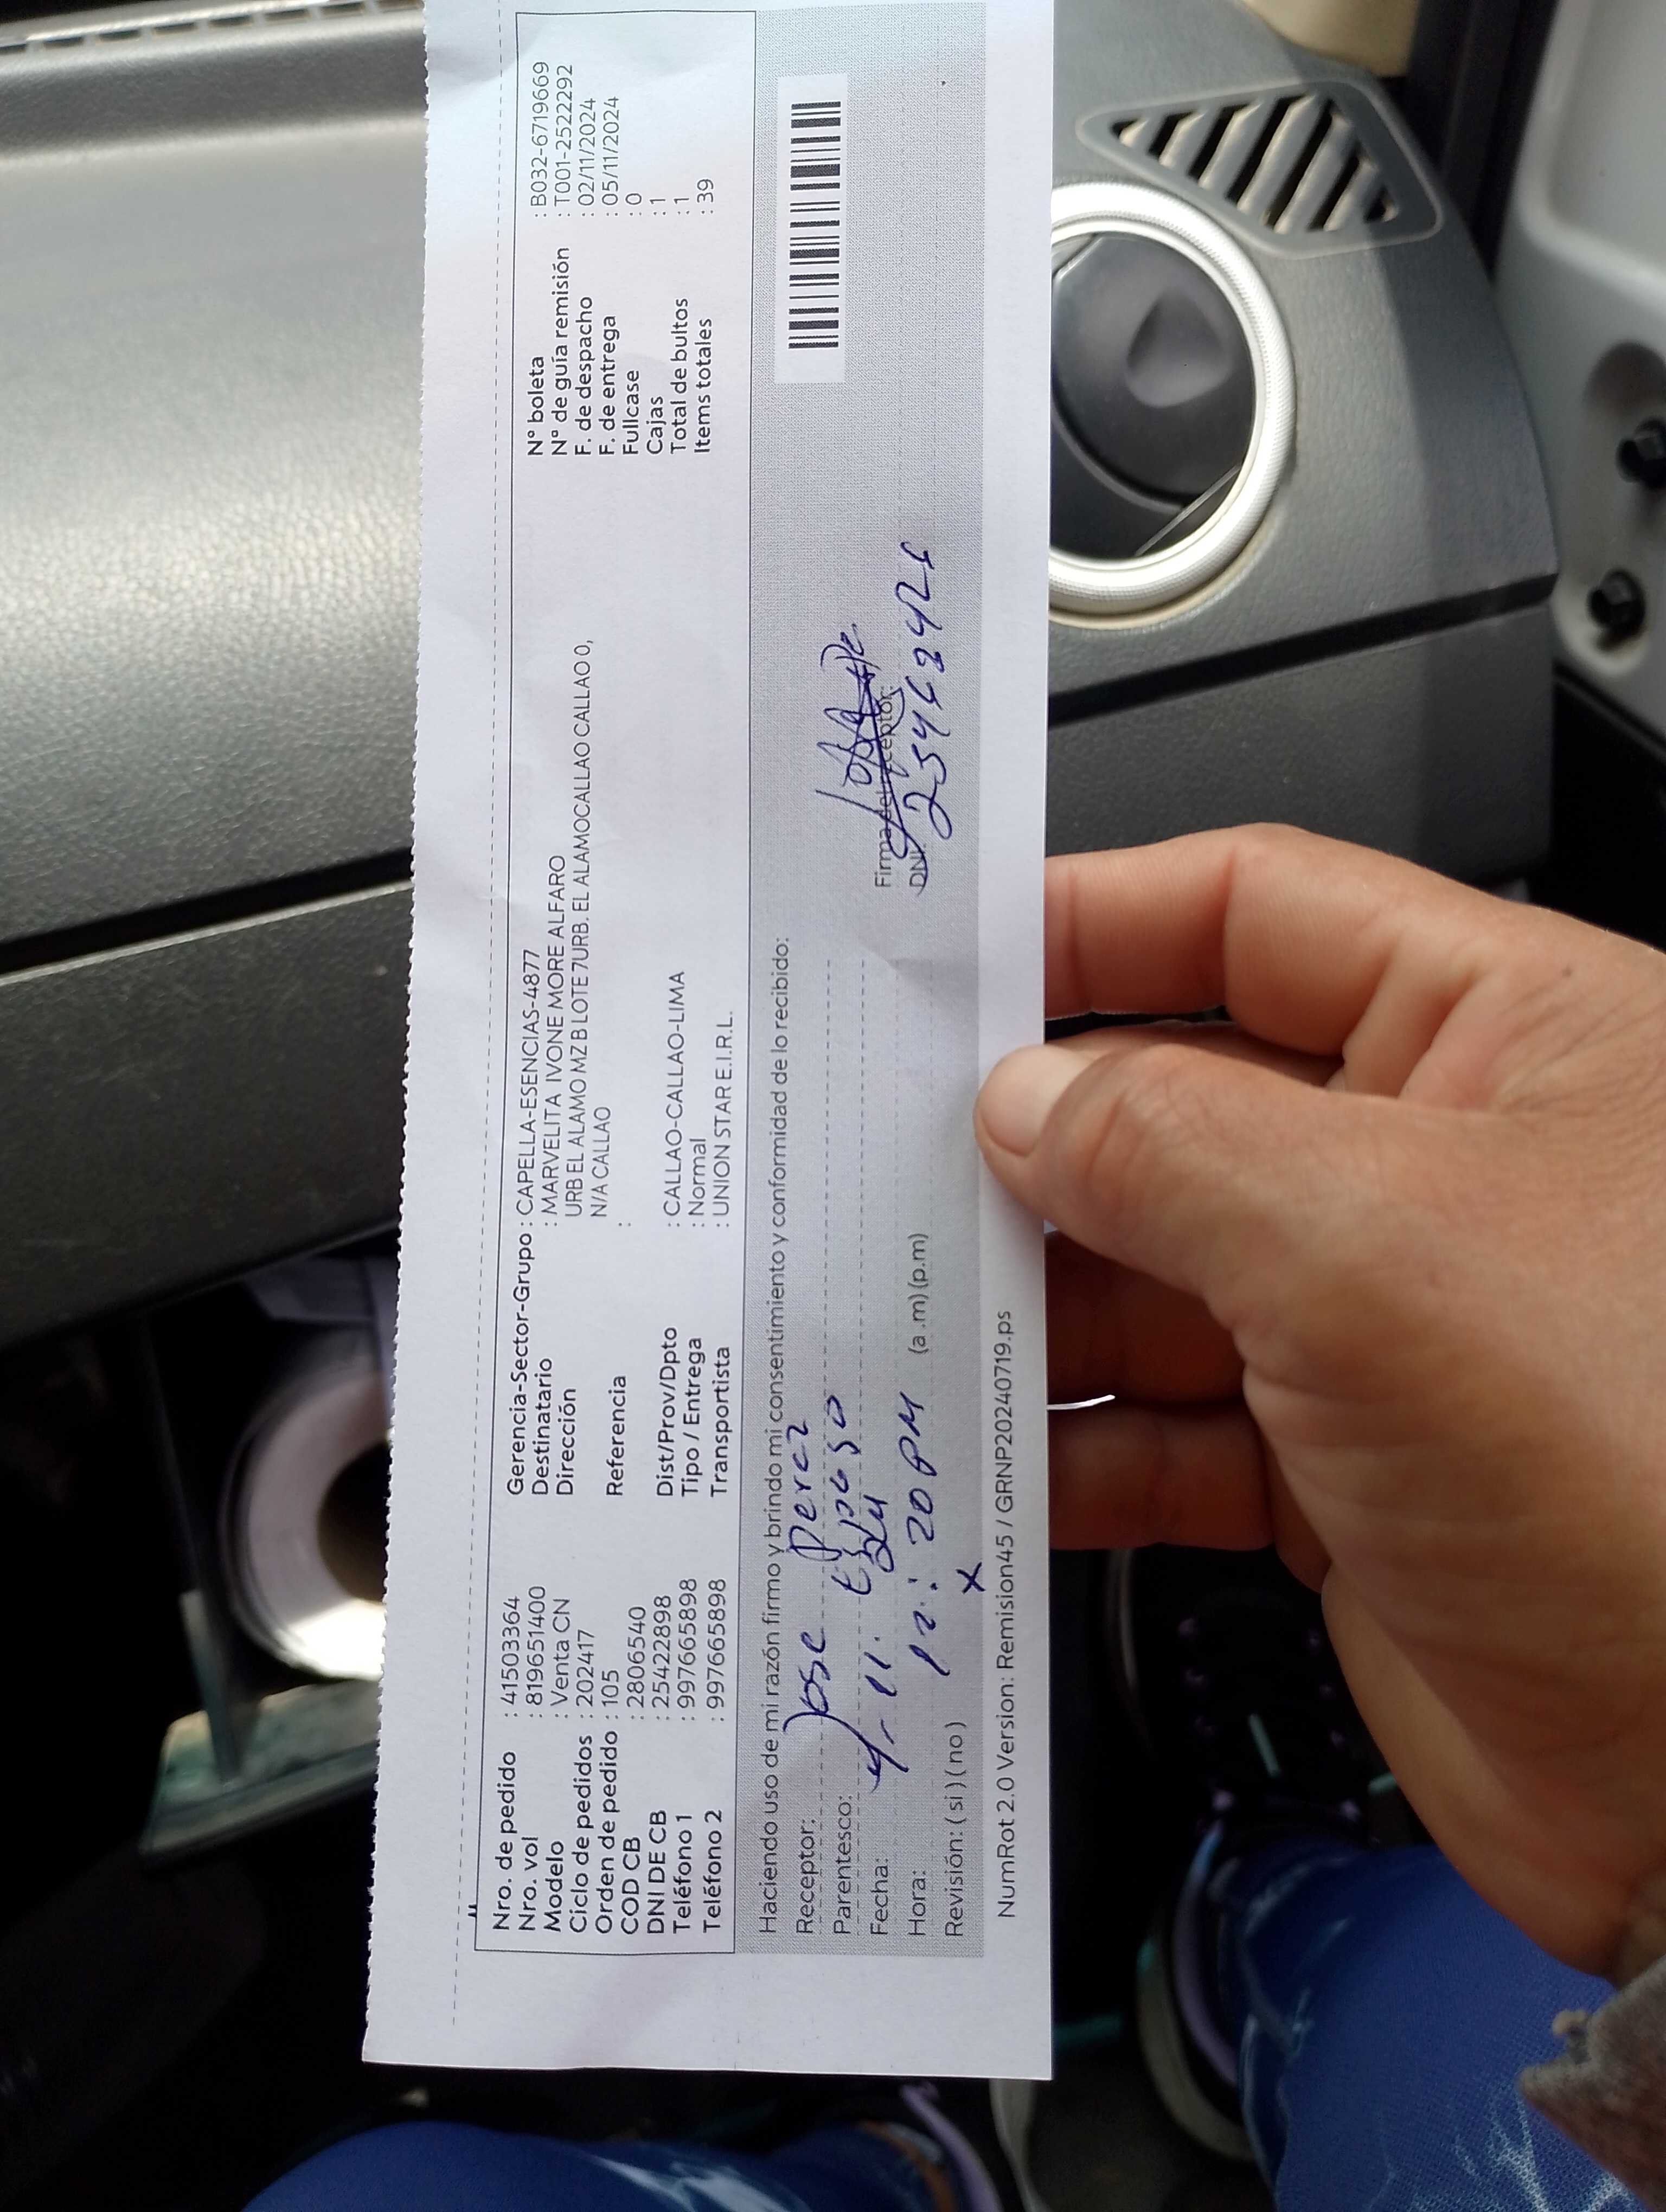 Nro. de pedido : 41503364
Nro. vol : 819651400
Modelo : Venta CN
Ciclo de pedidos : 202417
Orden de pedido : 105
COD CB : 2806540
DNI DE CB : 25422898
Teléfono 1 : 997665898
Teléfono 2 : 997665898
Gerencia-Sector-Grupo : CAPELLA-ESENCIAS-4877
Destinatario : MARVELITA IVONE MORE ALFARO
Dirección URB EL ALAMO MZ B LOTE 7URB. EL ALAMOCALLAO CALLAO 0,
N/A CALLAO
Referencia :
Dist/Prov/Dpto : CALLAO-CALLAO-LIMA
Tipo / Entrega : Normal
Transportista : UNION STAR E.I.R.L.
N° boleta : B032-6719669
N° de guía remisión : T001-2522292
F. de despacho : 02/11/2024
F. de entrega : 05/11/2024
Fullcase : 0
Cajas : 1
Total de bultos : 1
Items totales : 39
Haciendo uso de mi razón firmo y brindo mi consentimiento y conformidad de lo recibido:
Receptor: Jose Perez
Parentesco: Esposo
Fecha: 4-11.
Hora: 12:20 PM (a.m) (p.m)
Revisión: ( si ) ( no ) X
Firma del receptor:
DNI:
NumRot 2.0 Version: Remision45 / GRNP20240719.ps